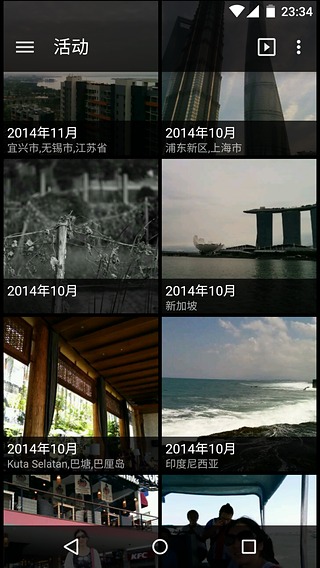 23:34
活动
2014年11月
宜兴市,无锡市,江苏省
2014年10月
浦东新区,上海市
2014年10月
2014年10月
新加坡
2014年10月
Kuta Selatan,巴塘,巴厘岛
2014年10月
印度尼西亚
KFC